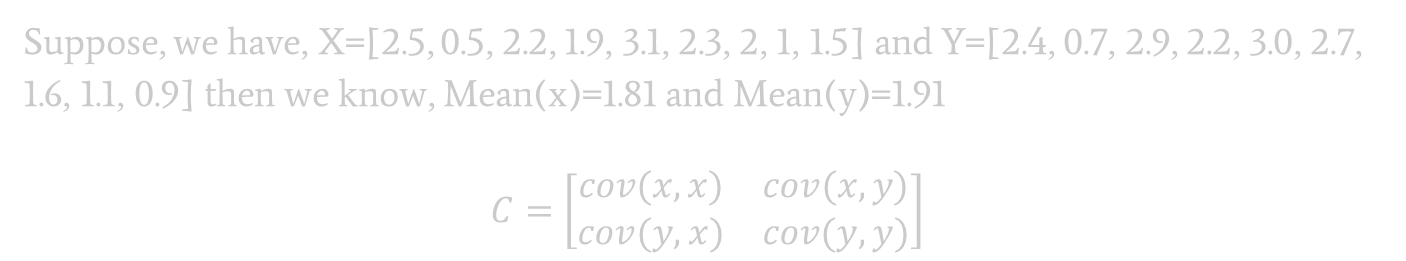 Suppose, we have, X=[2.5, 0.5, 2.2, 1.9, 3.1, 2.3, 2, 1, 1.5] and Y=[2.4, 0.7, 2.9, 2.2, 3.0, 2.7,
1.6, 1.1, 0.9] then we know, Mean(x)=1.81 and Mean(y)=1.91
C = [cov(x, x) cov(x, y)
cov(y, x) cov(y, y)]